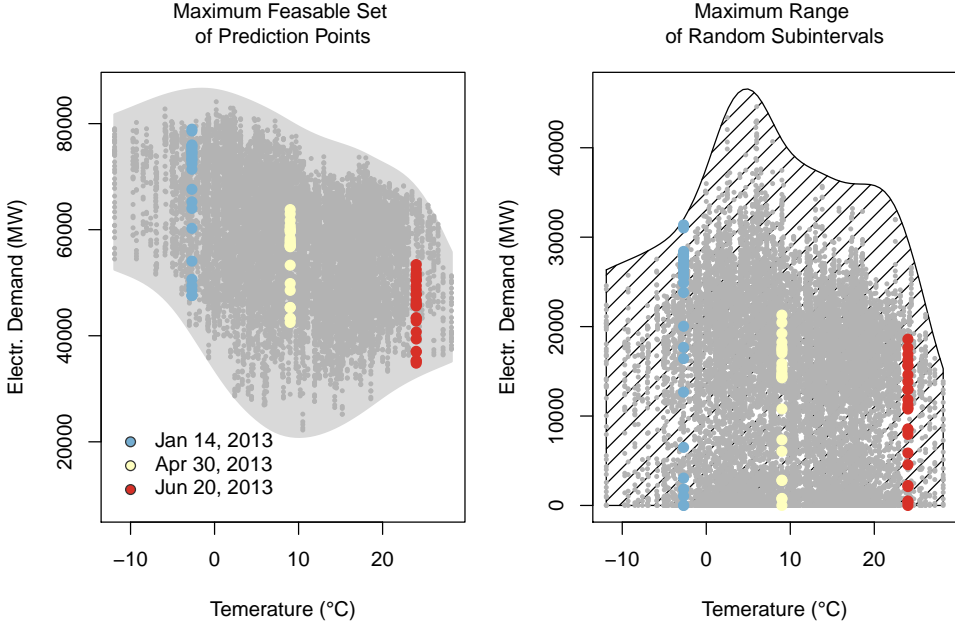 Maximum Feasable Set
of Prediction Points
Electr. Demand (MW)
80000
60000
40000
20000
Jan 14, 2013
Apr 30, 2013
Jun 20, 2013
−10 0 10 20
Temerature (°C)
Maximum Range
of Random Subintervals
Electr. Demand (MW)
40000
30000
20000
10000
0
−10 0 10 20
Temerature (°C)